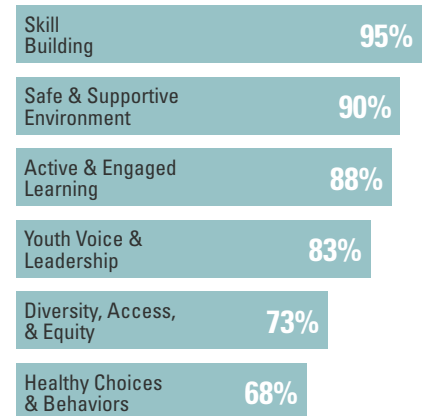 Skill
Building
95%
Safe & Supportive
Environment
90%
Active & Engaged
Learning
88%
Youth Voice &
Leadership
83%
Diversity, Access,
& Equity
73%
Healthy Choices
& Behaviors
68%